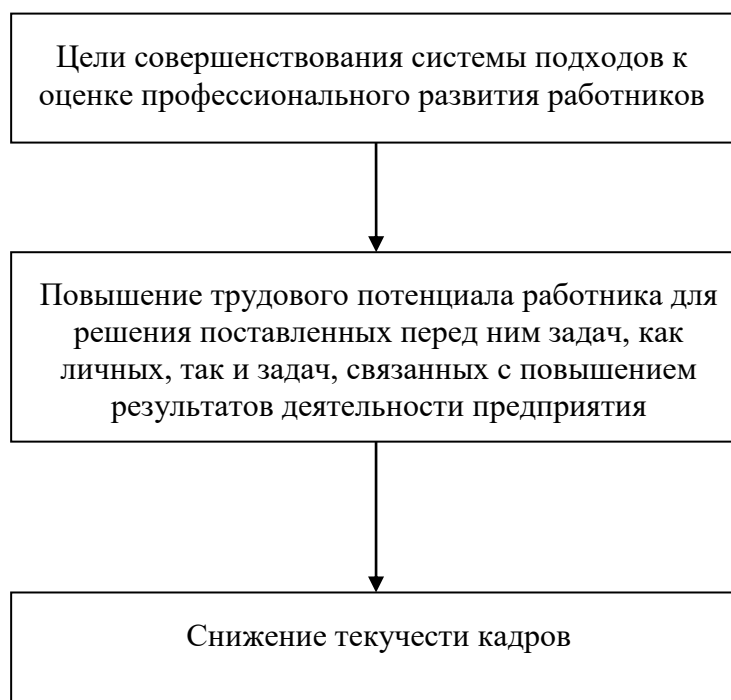 Цели совершенствования системы подходов к
оценке профессионального развития работников
Повышение трудового потенциала работника для
решения поставленных перед ним задач, как
личных, так и задач, связанных с повышением
результатов деятельности предприятия
Снижение текучести кадров